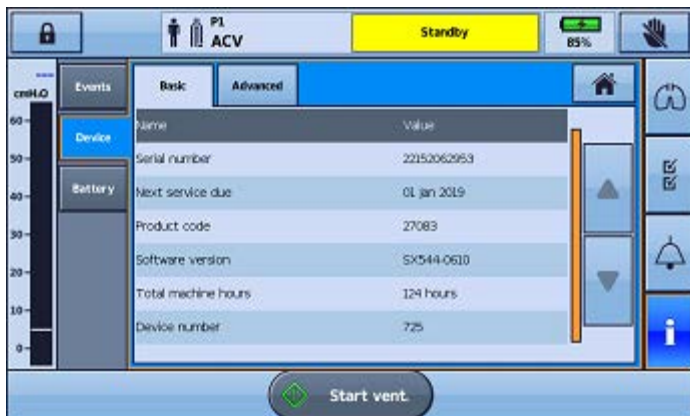 P1
ACV
Standby
85%
cmH2O
Events
Basic
Advanced
Name Value
60
Device
Serial number 22152062953
50
Next service due 01 jan 2019
Battery
40
Product code 27083
30
Software version SX544-0610
20
Total machine hours 124 hours
10
Device number 725
0
i
Start vent.